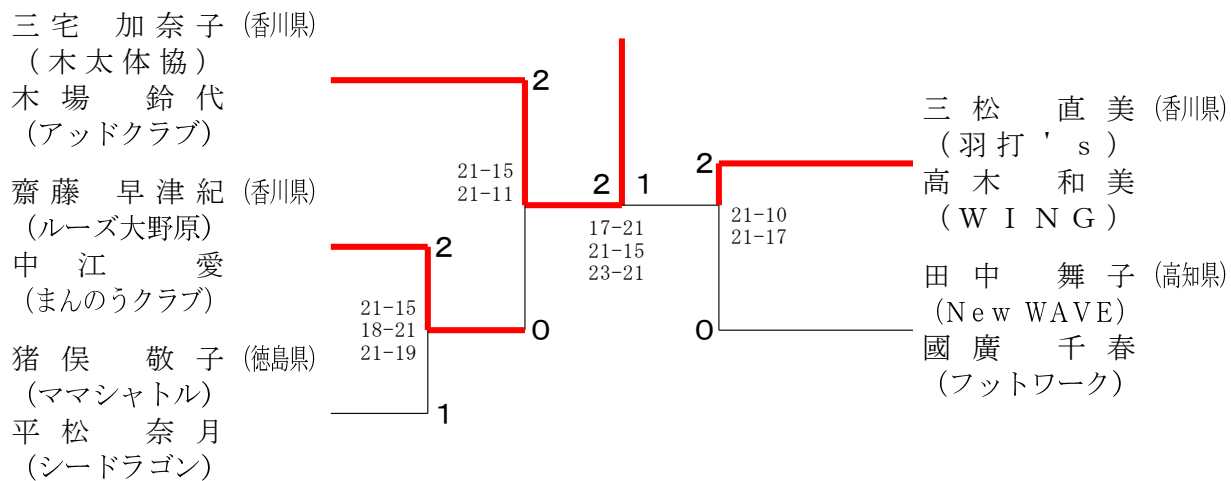 三宅 加奈子 (香川県)
(木太体協)
木場 鈴代
(アッドクラブ)
齋藤 早津紀 (香川県)
(ルーズ大野原)
中江 愛
(まんのうクラブ)
猪俣 敬子 (徳島県)
(ママシャトル)
平松 奈月
(シードラゴン)
2
21-15
21-11
2
21-15
18-21
21-19
0
1
2 1
17-21
21-15
23-21
2
21-10
21-17
0
三松 直美 (香川県)
(羽打's)
高木 和美
(WING)
田中 舞子 (高知県)
(New WAVE)
國廣 千春
(フットワーク)